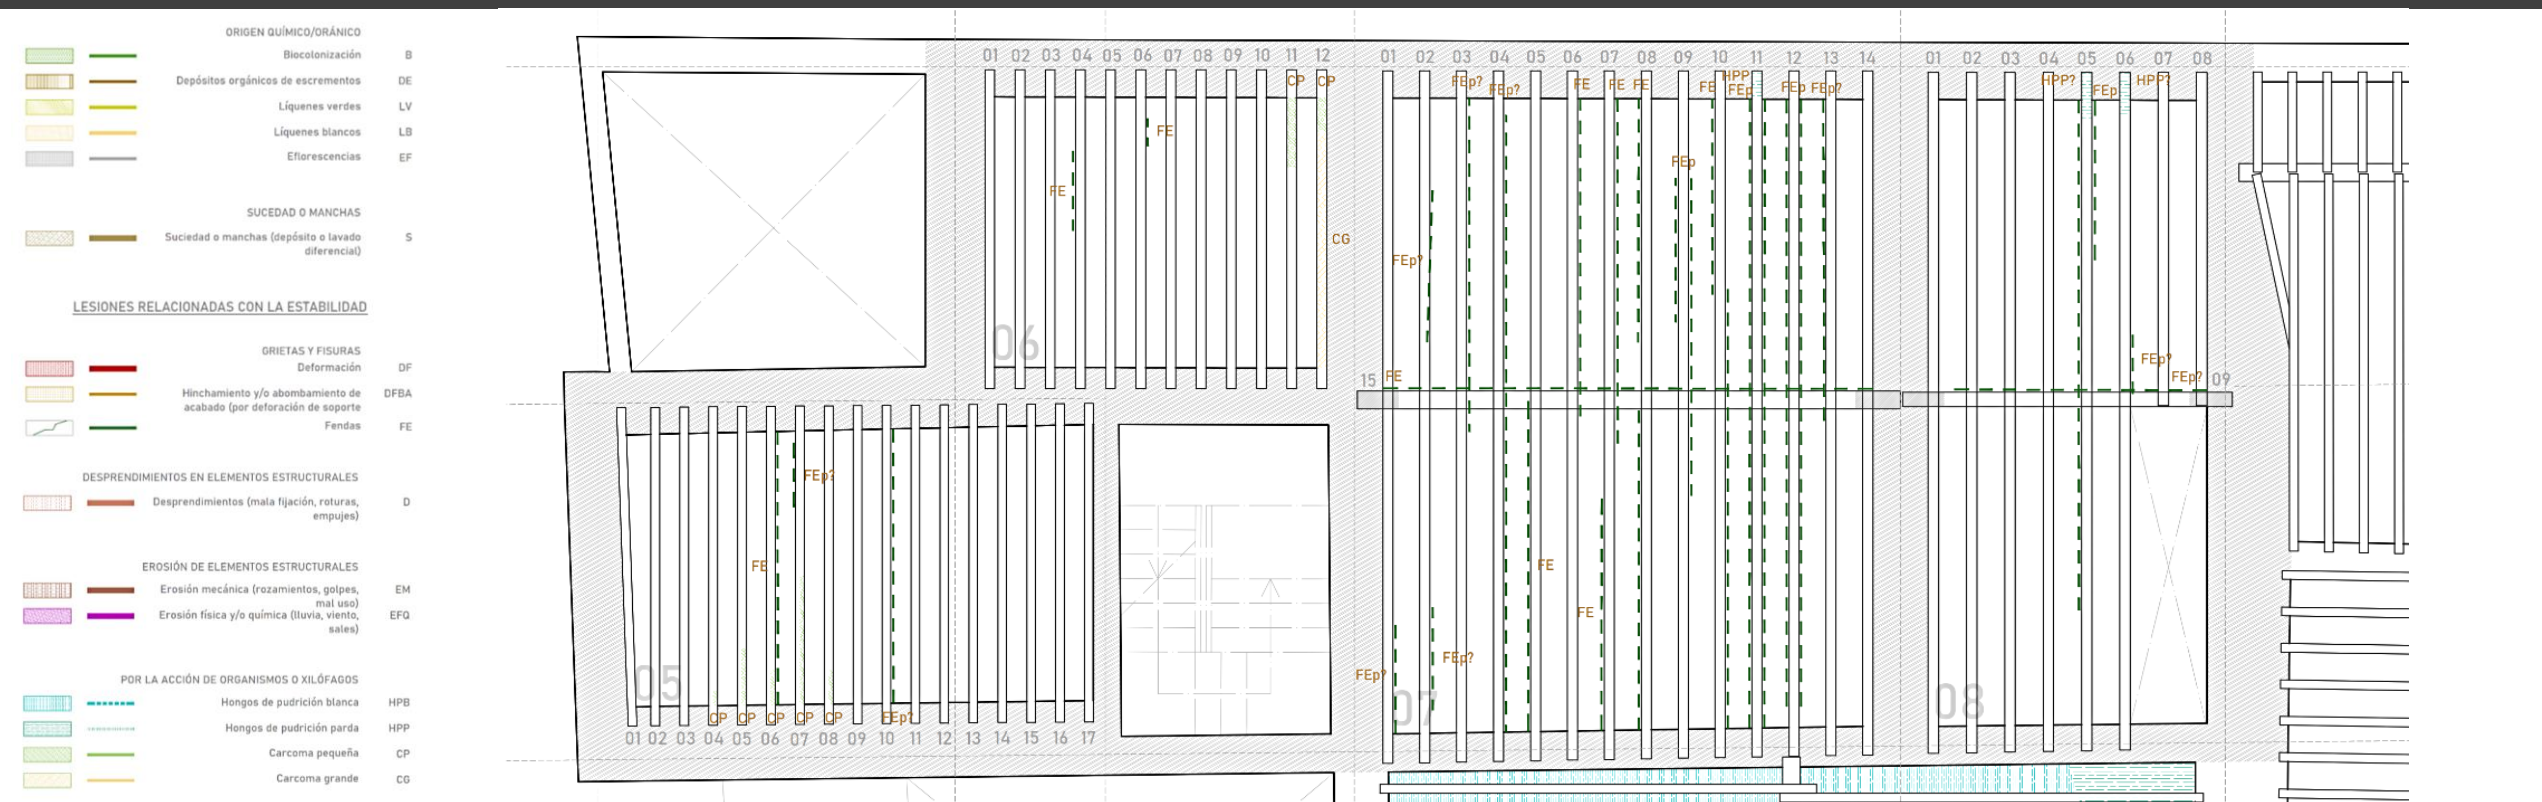 ORIGEN QUÍMICO/ORÁNICO
Biocolonización B
Depósitos orgánicos de escrementos DE
Líquenes verdes LV
Líquenes blancos LB
Eflorescencias EF
SUCEDAD O MANCHAS
Suciedad o manchas (depósito o lavado S
diferencial)
LESIONES RELACIONADAS CON LA ESTABILIDAD
GRIETAS Y FISURAS
Deformación DF
Hinchamiento y/o abombamiento de DFBA
acabado (por deforación de soporte
Fendas FE
DESPRENDIMIENTOS EN ELEMENTOS ESTRUCTURALES
Desprendimientos (mala fijación, roturas, D
empujes)
EROSIÓN DE ELEMENTOS ESTRUCTURALES
Erosión mecánica (rozamientos, golpes, EM
mal uso)
Erosión física y/o química (lluvia, viento, EFQ
sales)
POR LA ACCIÓN DE ORGANISMOS O XILÓFAGOS
Hongos de pudrición blanca HPB
Hongos de pudrición parda HPP
Carcoma pequeña CP
Carcoma grande CG
01 02 03 04 05 06 07 08 09 10 11 12
CP CP
FE
FE
CG
06
FEp?
FE
05
CP CP CP CP CP FEp?
01 02 03 04 05 06 07 08 09 10 11 12 13 14 15 16 17
01 02 03 04 05 06 07 08 09 10 11 12 13 14
FEp? FEp? FE FE FE FE HPP FEp FEp FEp?
FEp
FEp?
15 FE
FE
FE
FEp?
FEp?
07
01 02 03 04 05 06 07 08
HPP? FEp HPP?
FEp?
FEp? 09
08